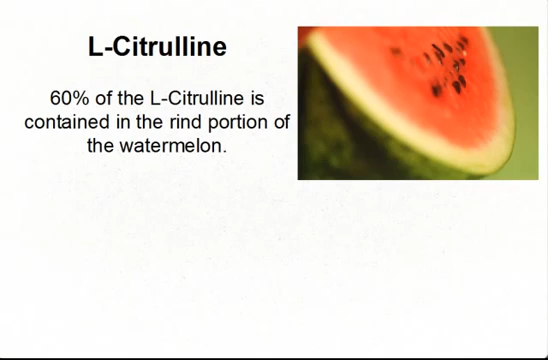 L-Citrulline
60% of the L-Citrulline is
contained in the rind portion of
the watermelon.